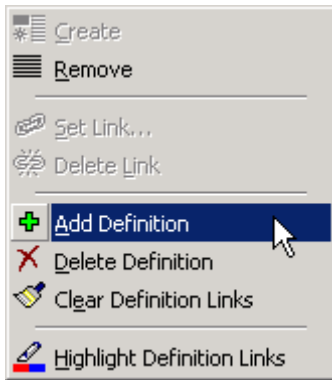 Create
Remove
Set Link...
Delete Link
Add Definition
Delete Definition
Clear Definition Links
Highlight Definition Links